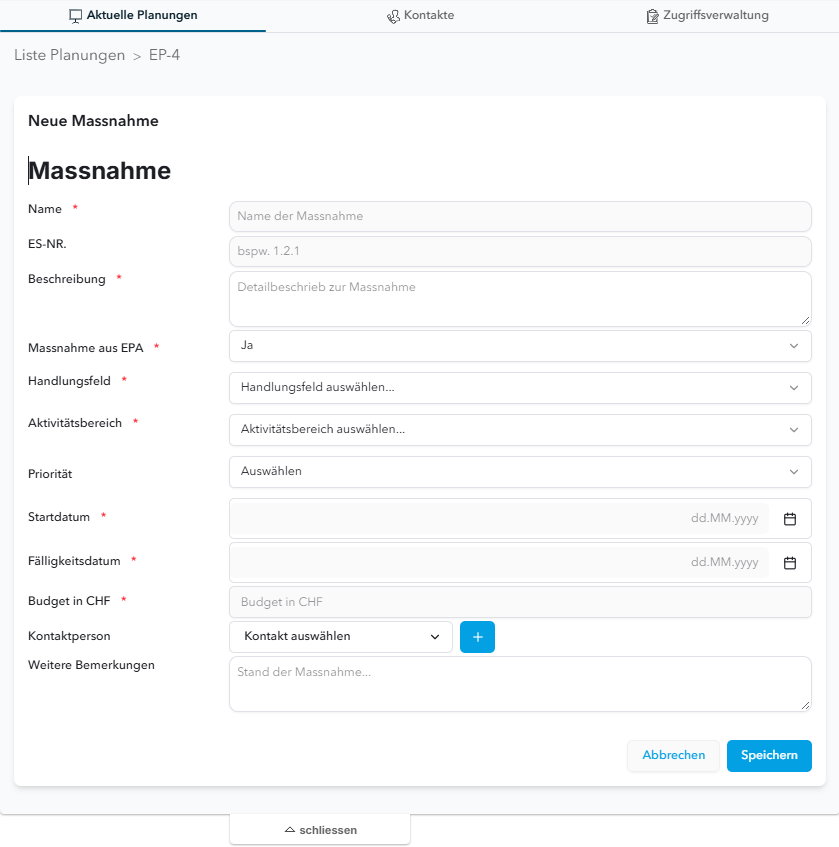 Aktuelle Planungen Kontakte Zugriffsverwaltung
Liste Planungen > EP-4
Neue Massnahme
Massnahme
Name * Name der Massnahme
ES-NR. bspw. 1.2.1
Beschreibung * Detailbeschrieb zur Massnahme
Massnahme aus EPA * Ja
Handlungsfeld * Handlungsfeld auswählen...
Aktivitätsbereich * Aktivitätsbereich auswählen...
Priorität Auswählen
Startdatum * dd.MM.yyyy
Fälligkeitsdatum * dd.MM.yyyy
Budget in CHF * Budget in CHF
Kontaktperson Kontakt auswählen +
Weitere Bemerkungen Stand der Massnahme...
Abbrechen Speichern
schliessen